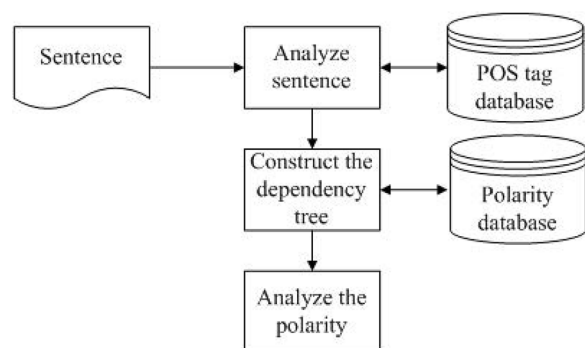 Sentence
Analyze
sentence
POS tag
database
Construct the
dependency
tree
Polarity
database
Analyze the
polarity